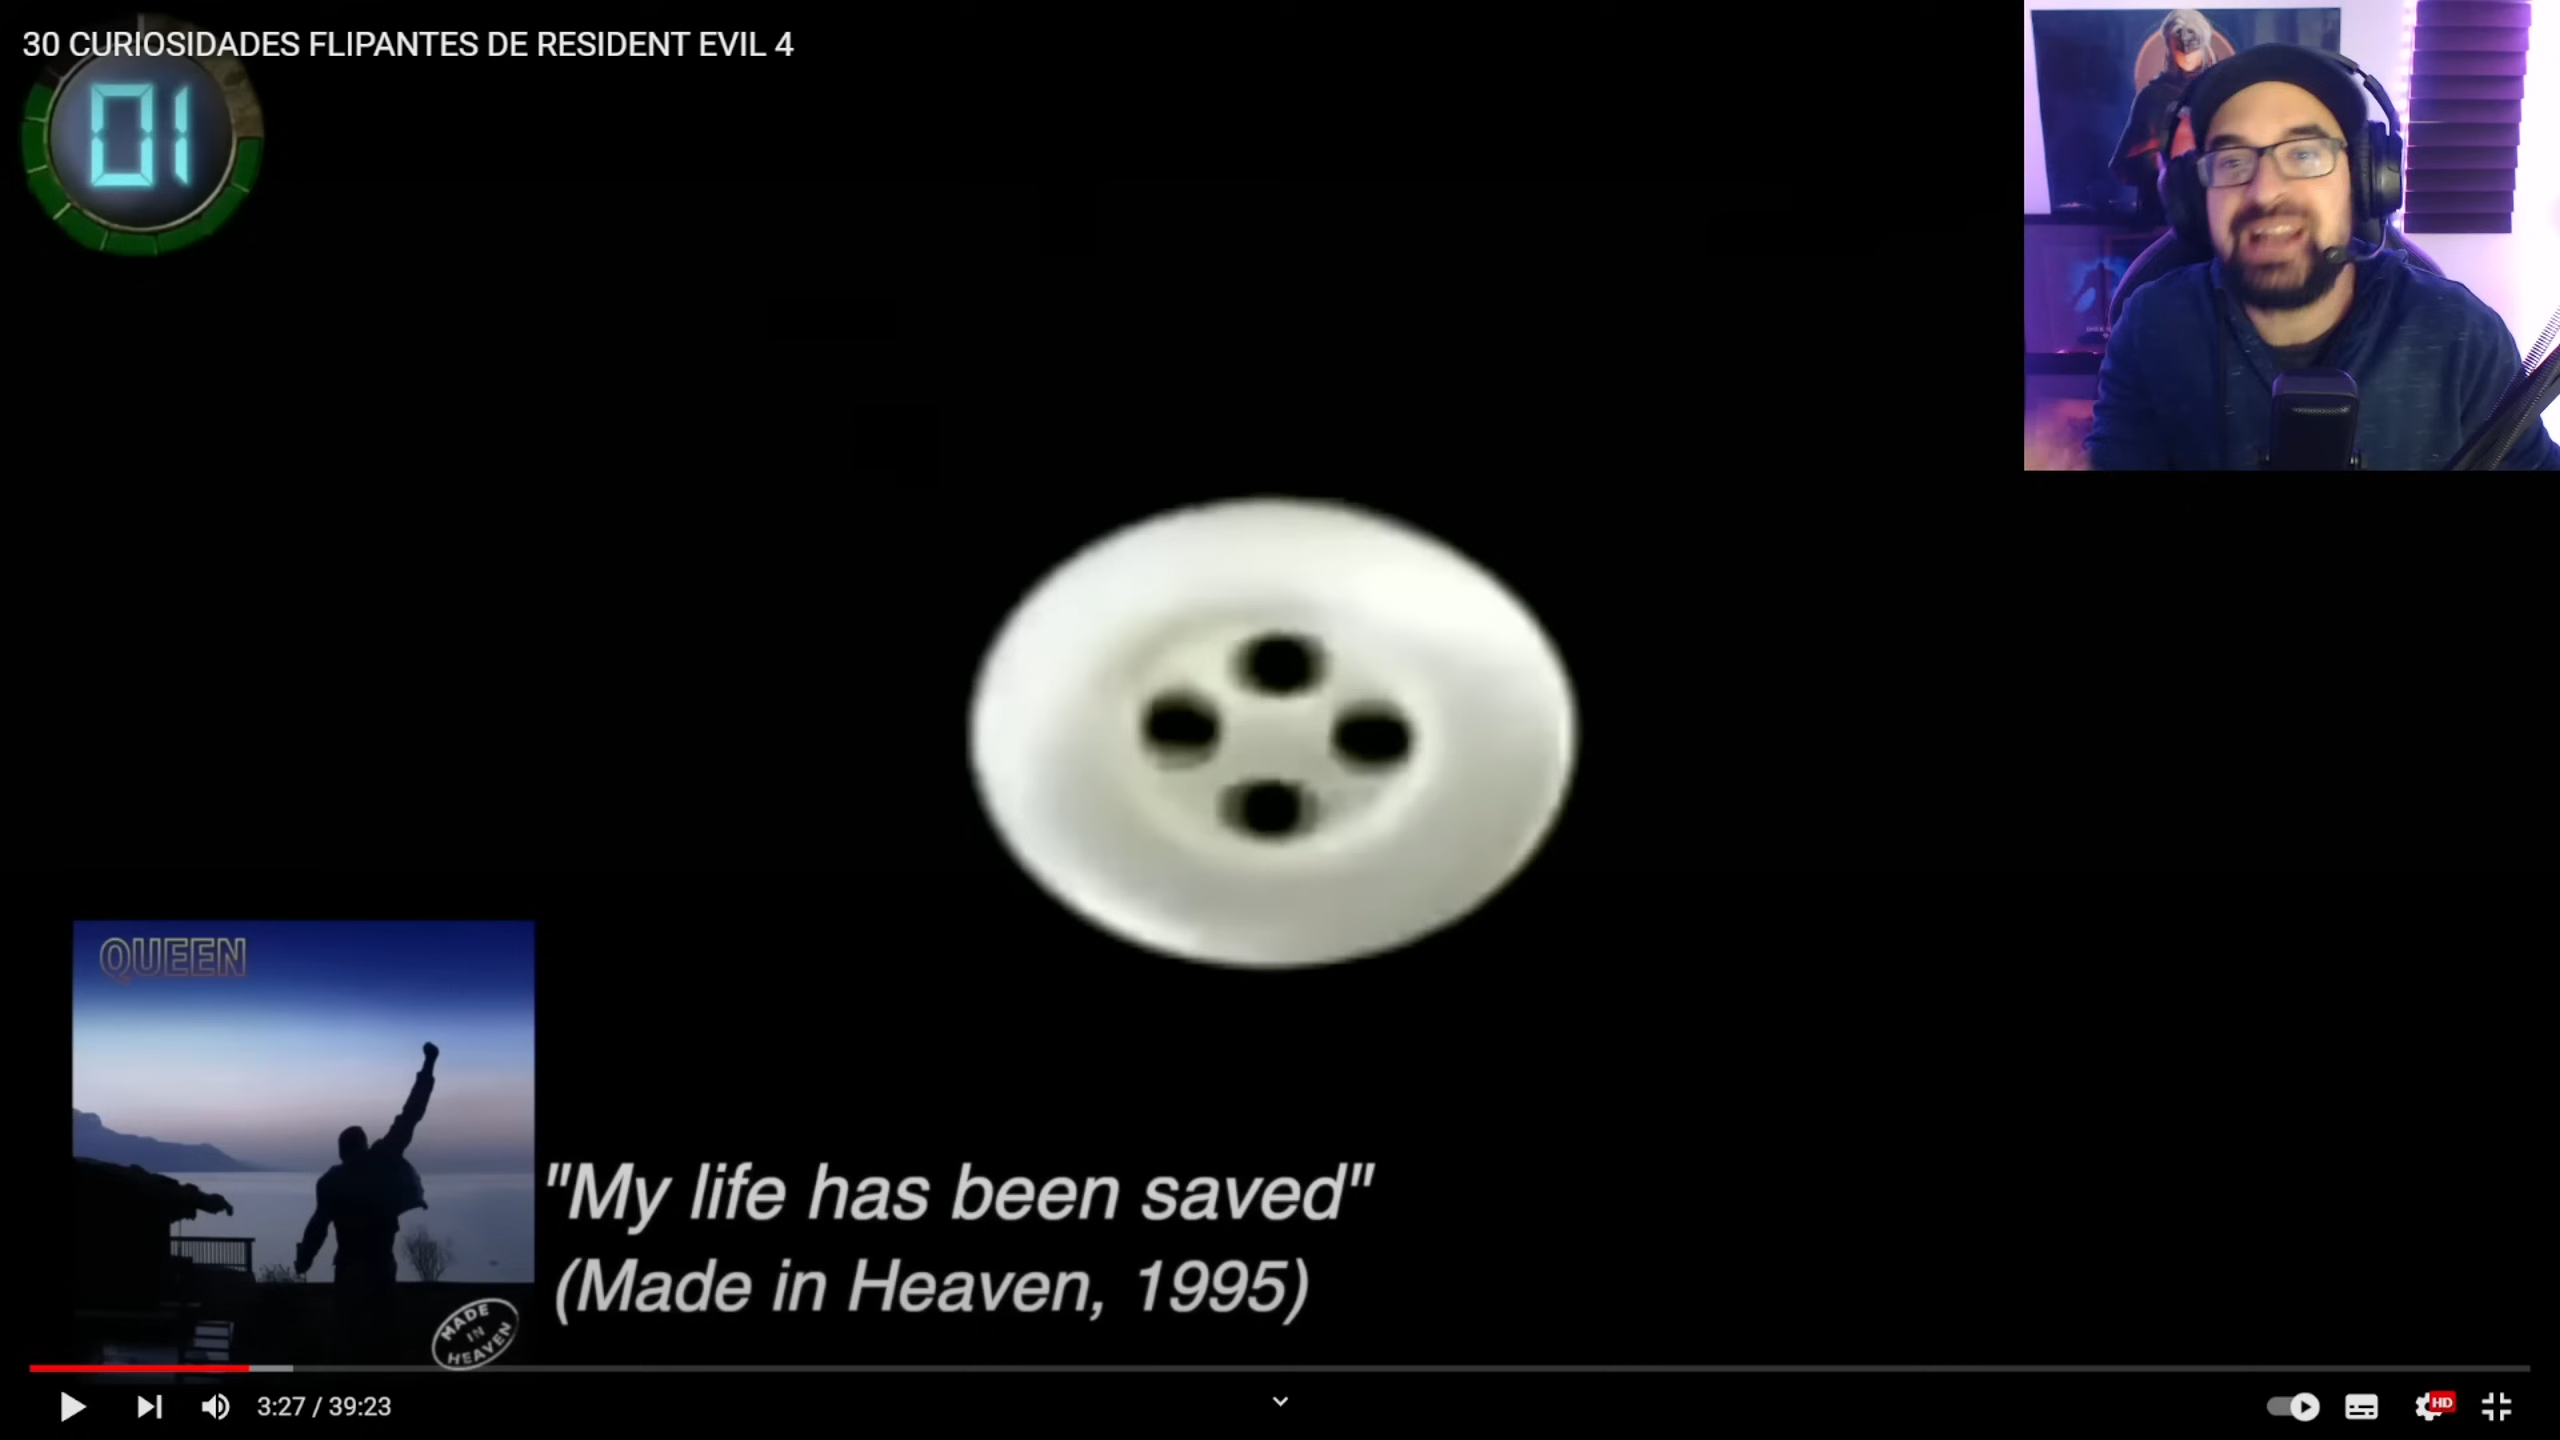 30 CURIOSIDADES FLIPANTES DE RESIDENT EVIL 4
01
QUEEN
"My life has been saved"
(Made in Heaven, 1995)
MADE
IN
HEAVEN
3:27 / 39:23
HD